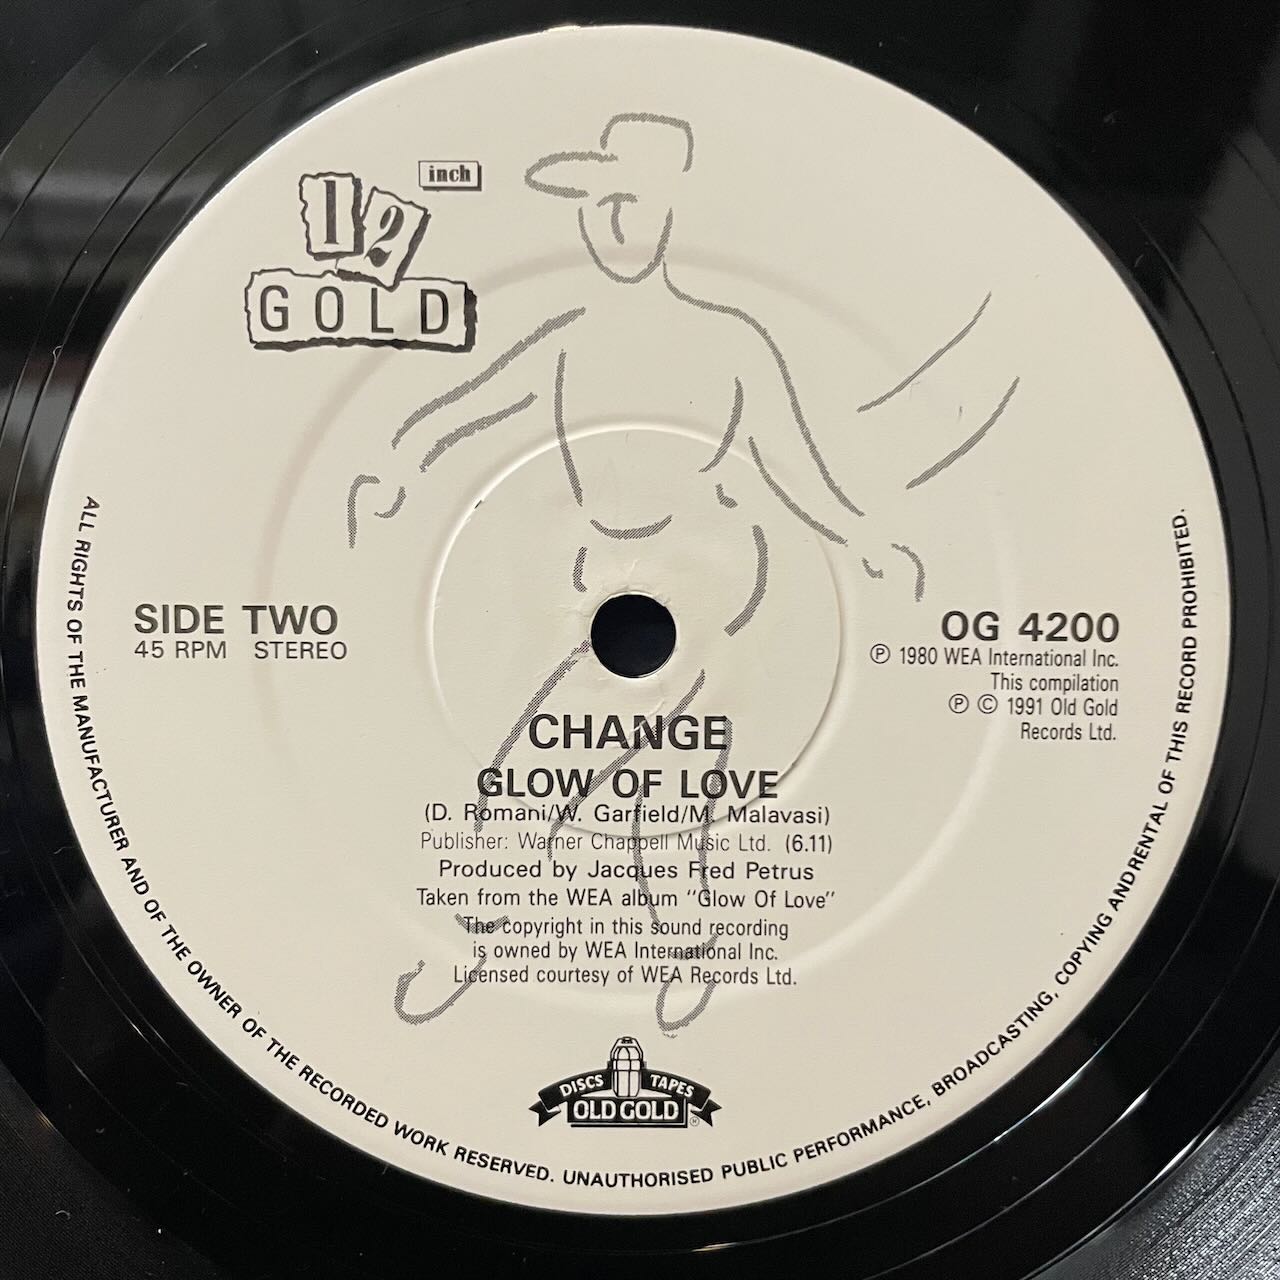 12 inch
GOLD
SIDE TWO
45 RPM STEREO
OG 4200
℗ 1980 WEA International Inc.
This compilation
℗ © 1991 Old Gold
Records Ltd.
CHANGE
GLOW OF LOVE
(D. Romani/W. Garfield/M. Malavasi)
Publisher: Warner Chappell Music Ltd. (6.11)
Produced by Jacques Fred Petrus
Taken from the WEA album "Glow Of Love"
The copyright in this sound recording
is owned by WEA International Inc.
Licensed courtesy of WEA Records Ltd.
DISCS TAPES
OLD GOLD ®
ALL RIGHTS OF THE MANUFACTURER AND OF THE OWNER OF THE RECORDED WORK RESERVED. UNAUTHORISED PUBLIC PERFORMANCE, BROADCASTING, COPYING ANDRENTAL OF THIS RECORD PROHIBITED.